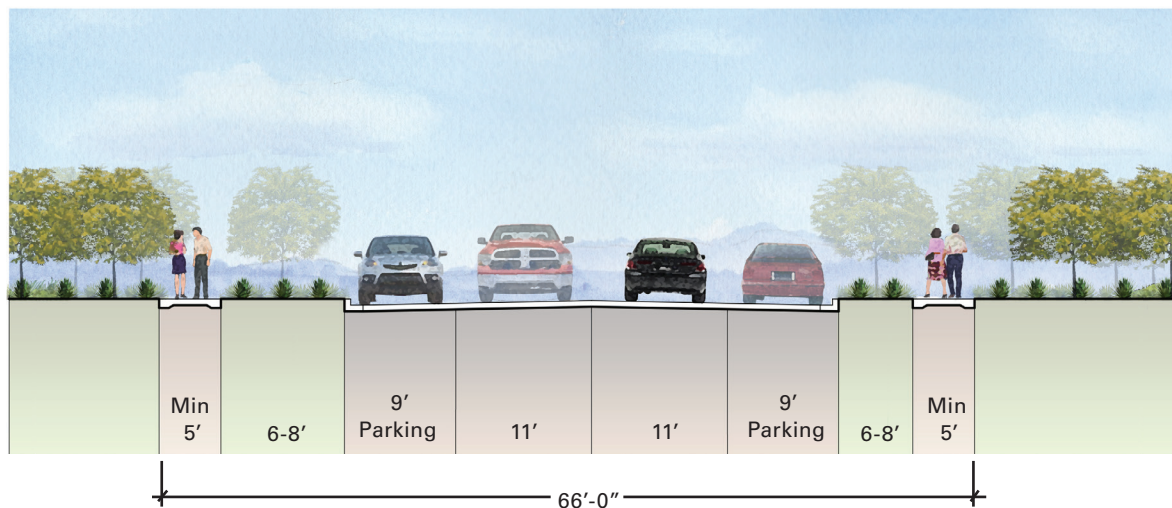 Min
5′
6-8′
9′
Parking
11′
11′
9′
Parking
6-8′
Min
5′
66′-0″